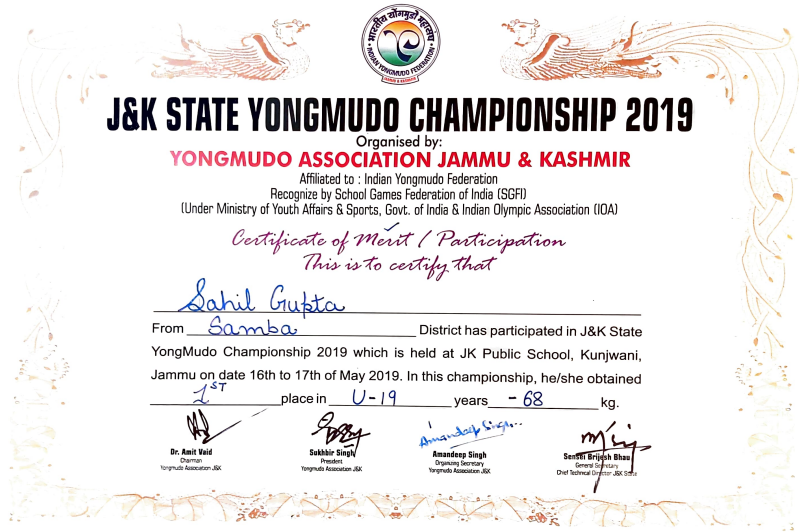 भारतीय योंगमुडो महासंघ
INDIAN YONGMUDO FEDERATION
JAMMU & KASHMIR
J&K STATE YONGMUDO CHAMPIONSHIP 2019
Organised by:
YONGMUDO ASSOCIATION JAMMU & KASHMIR
Affiliated to : Indian Yongmudo Federation
Recognize by School Games Federation of India (SGFI)
(Under Ministry of Youth Affairs & Sports, Govt. of India & Indian Olympic Association (IOA)
Certificate of Merit / Participation
This is to certify that
Sahil Gupta
From Samba District has participated in J&K State
YongMudo Championship 2019 which is held at JK Public School, Kunjwani,
Jammu on date 16th to 17th of May 2019. In this championship, he/she obtained
1ST place in U-19 years -68 kg.
Amandeep Singh...
Dr. Amit Vaid
Chairman
Yongmudo Association J&K
Sukhbir Singh
President
Yongmudo Association J&K
Amandeep Singh
Organizing Secretary
Yongmudo Association J&K
Sensei Brijesh Bhau
General Secretary
Chief Technical Director J&K State